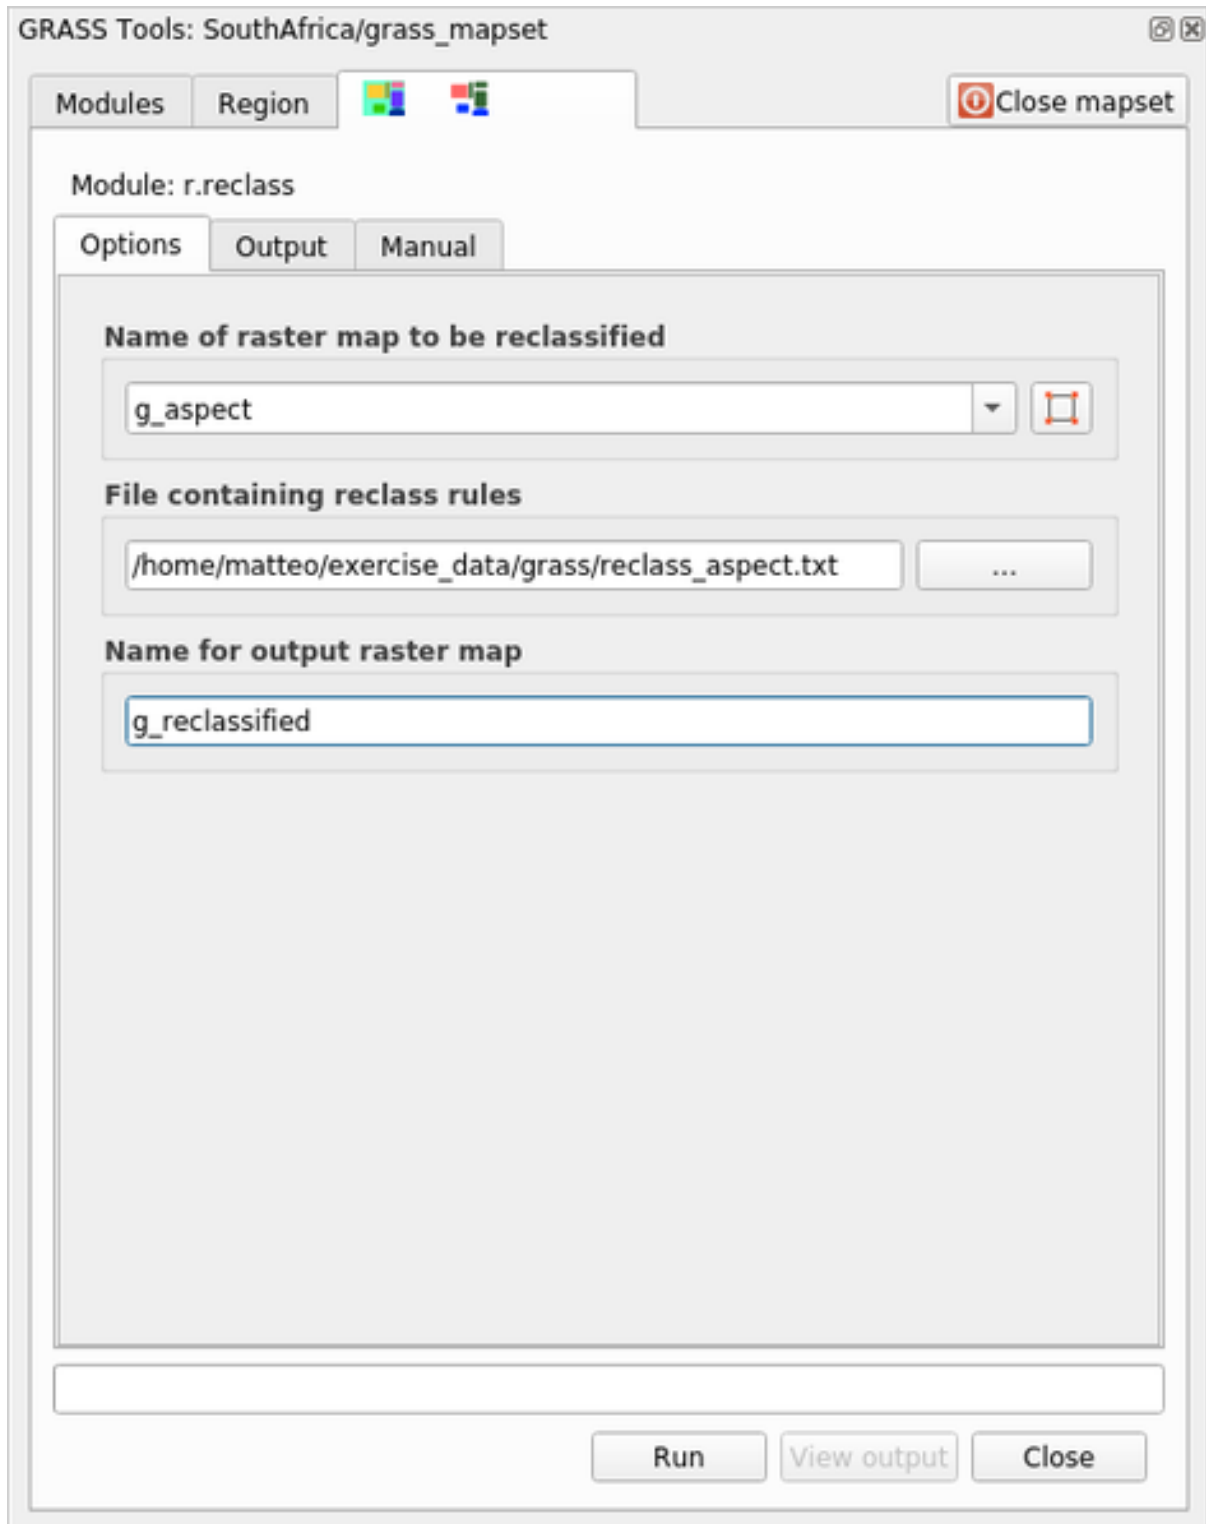 GRASS Tools: SouthAfrica/grass_mapset
Modules Region Close mapset
Module: r.reclass
Options Output Manual
Name of raster map to be reclassified
g_aspect
File containing reclass rules
/home/matteo/exercise_data/grass/reclass_aspect.txt ...
Name for output raster map
g_reclassified
Run View output Close